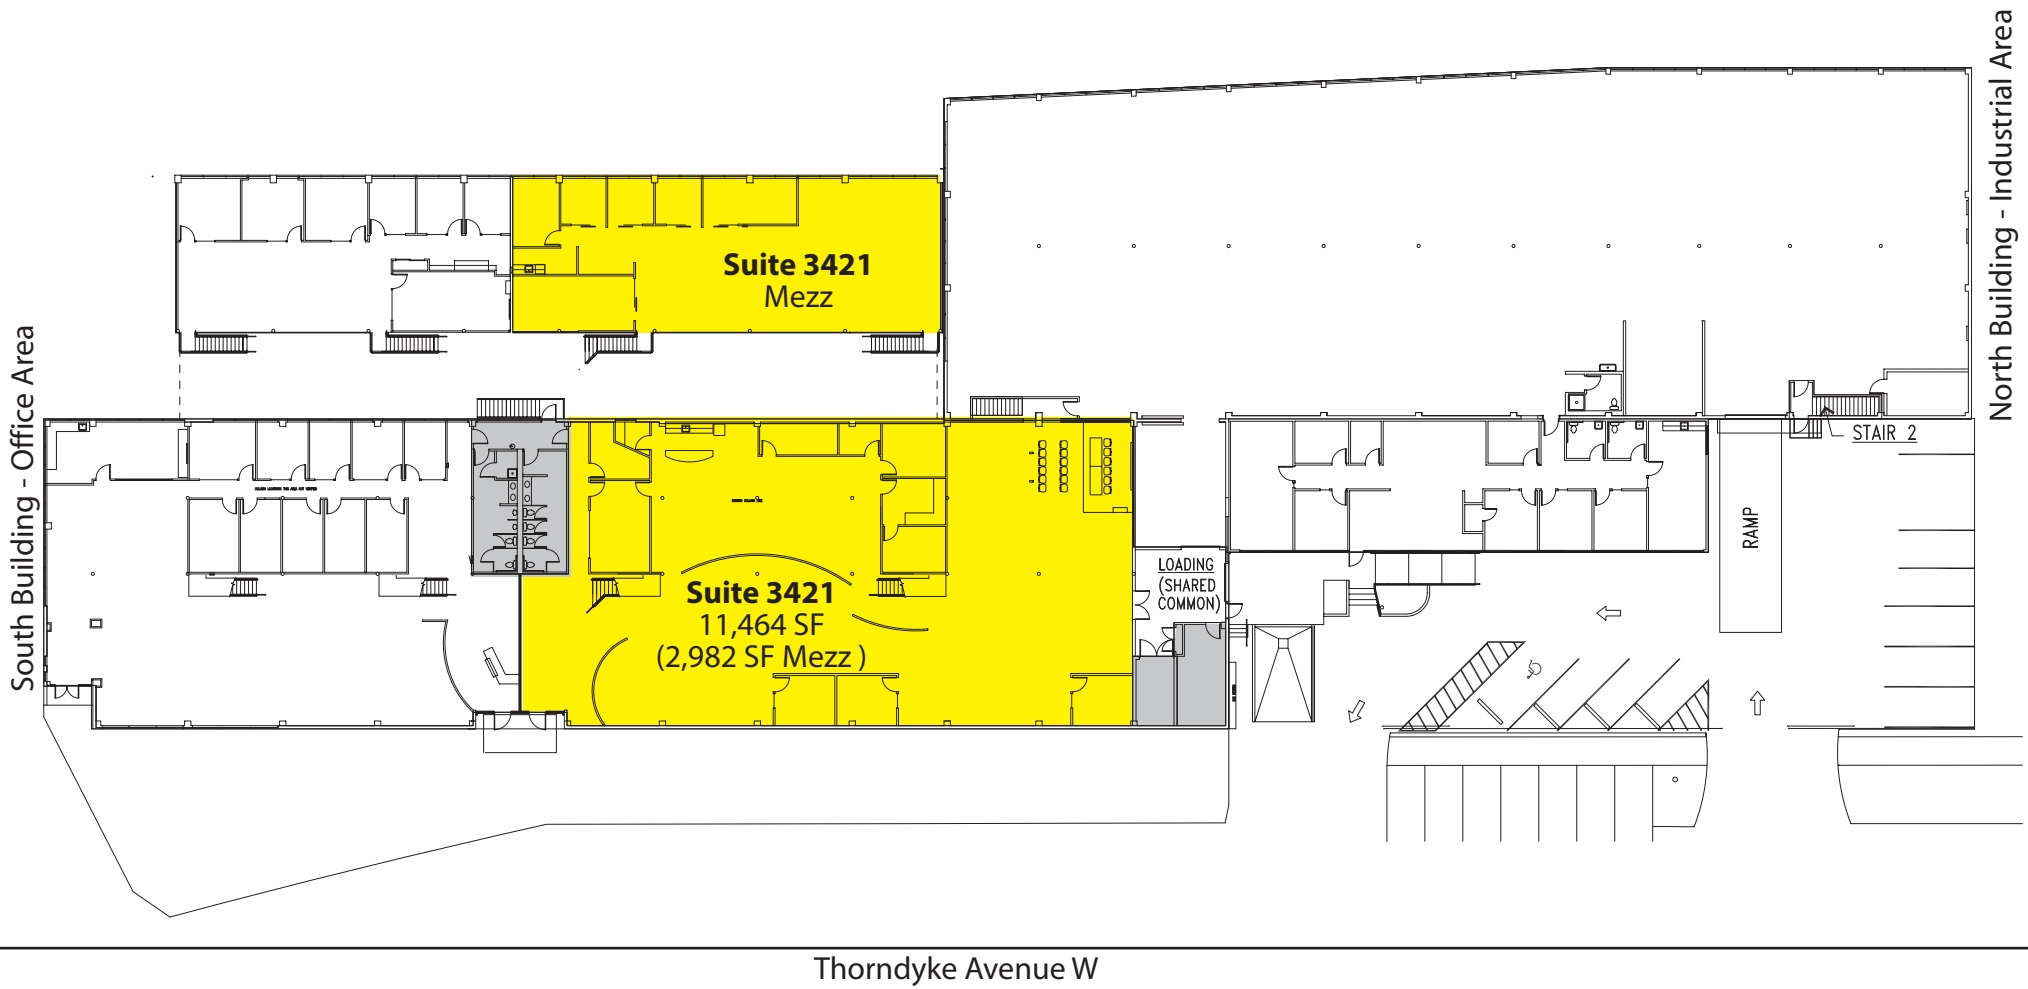 North Building - Industrial Area
Suite 3421
Mezz
South Building - Office Area
STAIR 2
RAMP
LOADING
(SHARED
COMMON)
Suite 3421
11,464 SF
(2,982 SF Mezz )
Thorndyke Avenue W